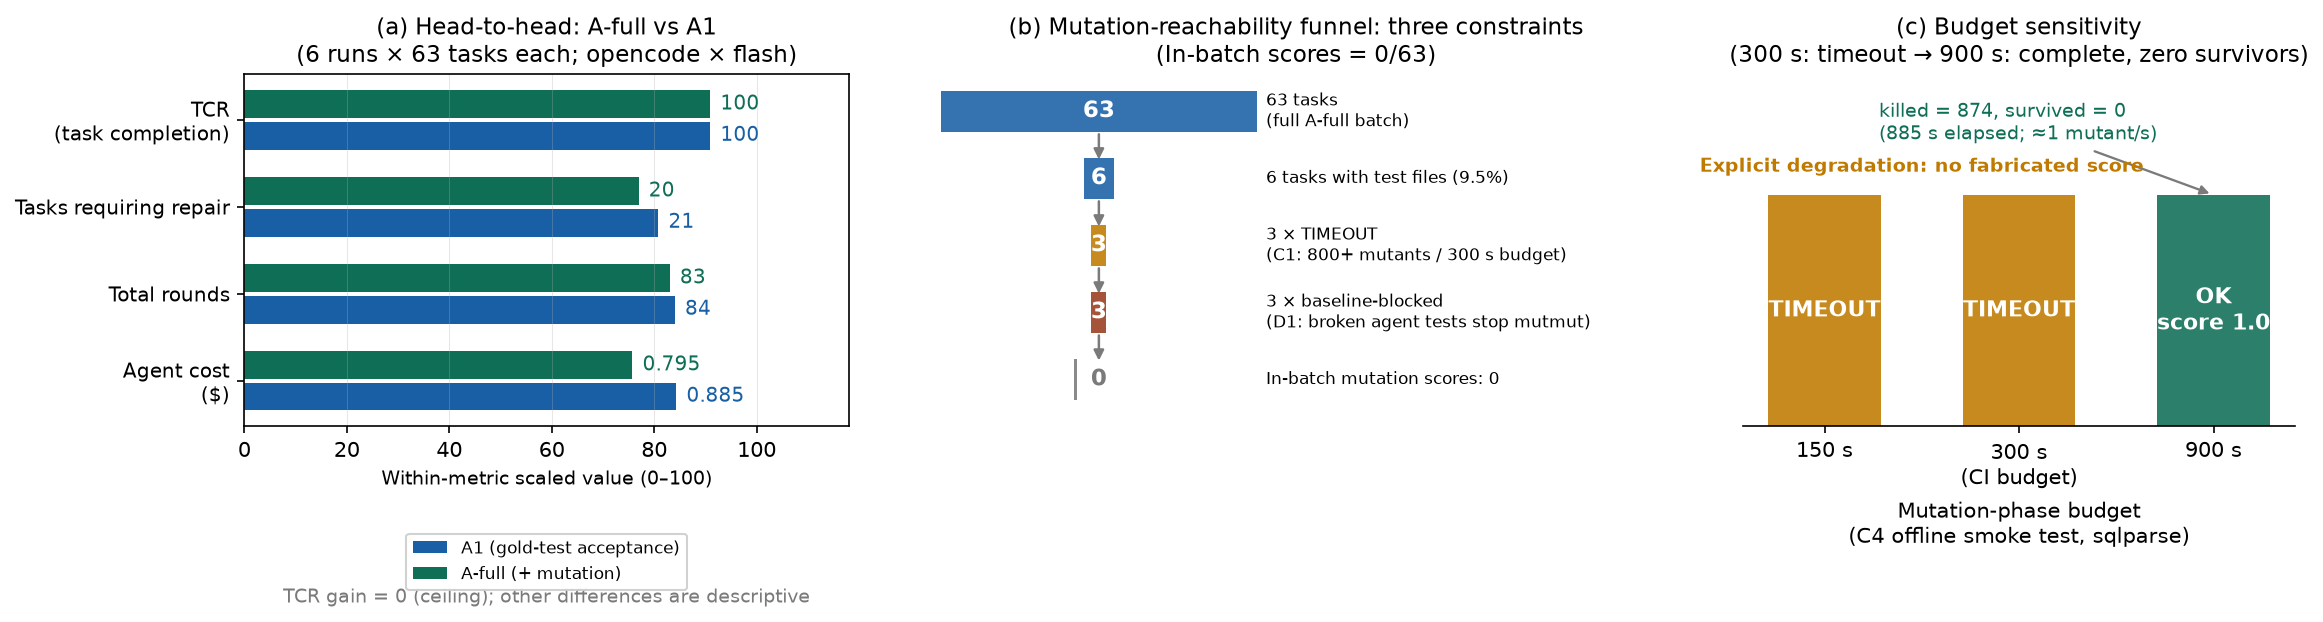 (a) Head-to-head: A-full vs A1
(6 runs × 63 tasks each; opencode × flash)
TCR
(task completion)
100
100
Tasks requiring repair
20
21
Total rounds
83
84
Agent cost
($)
0.795
0.885
0
20
40
60
80
100
Within-metric scaled value (0–100)
A1 (gold-test acceptance)
A-full (+ mutation)
TCR gain = 0 (ceiling); other differences are descriptive
(b) Mutation-reachability funnel: three constraints
(In-batch scores = 0/63)
63
63 tasks
(full A-full batch)
6
6 tasks with test files (9.5%)
3
3 × TIMEOUT
(C1: 800+ mutants / 300 s budget)
3
3 × baseline-blocked
(D1: broken agent tests stop mutmut)
0
In-batch mutation scores: 0
(c) Budget sensitivity
(300 s: timeout → 900 s: complete, zero survivors)
killed = 874, survived = 0
(885 s elapsed; ≈1 mutant/s)
Explicit degradation: no fabricated score
TIMEOUT
TIMEOUT
OK
score 1.0
150 s
300 s
(CI budget)
900 s
Mutation-phase budget
(C4 offline smoke test, sqlparse)